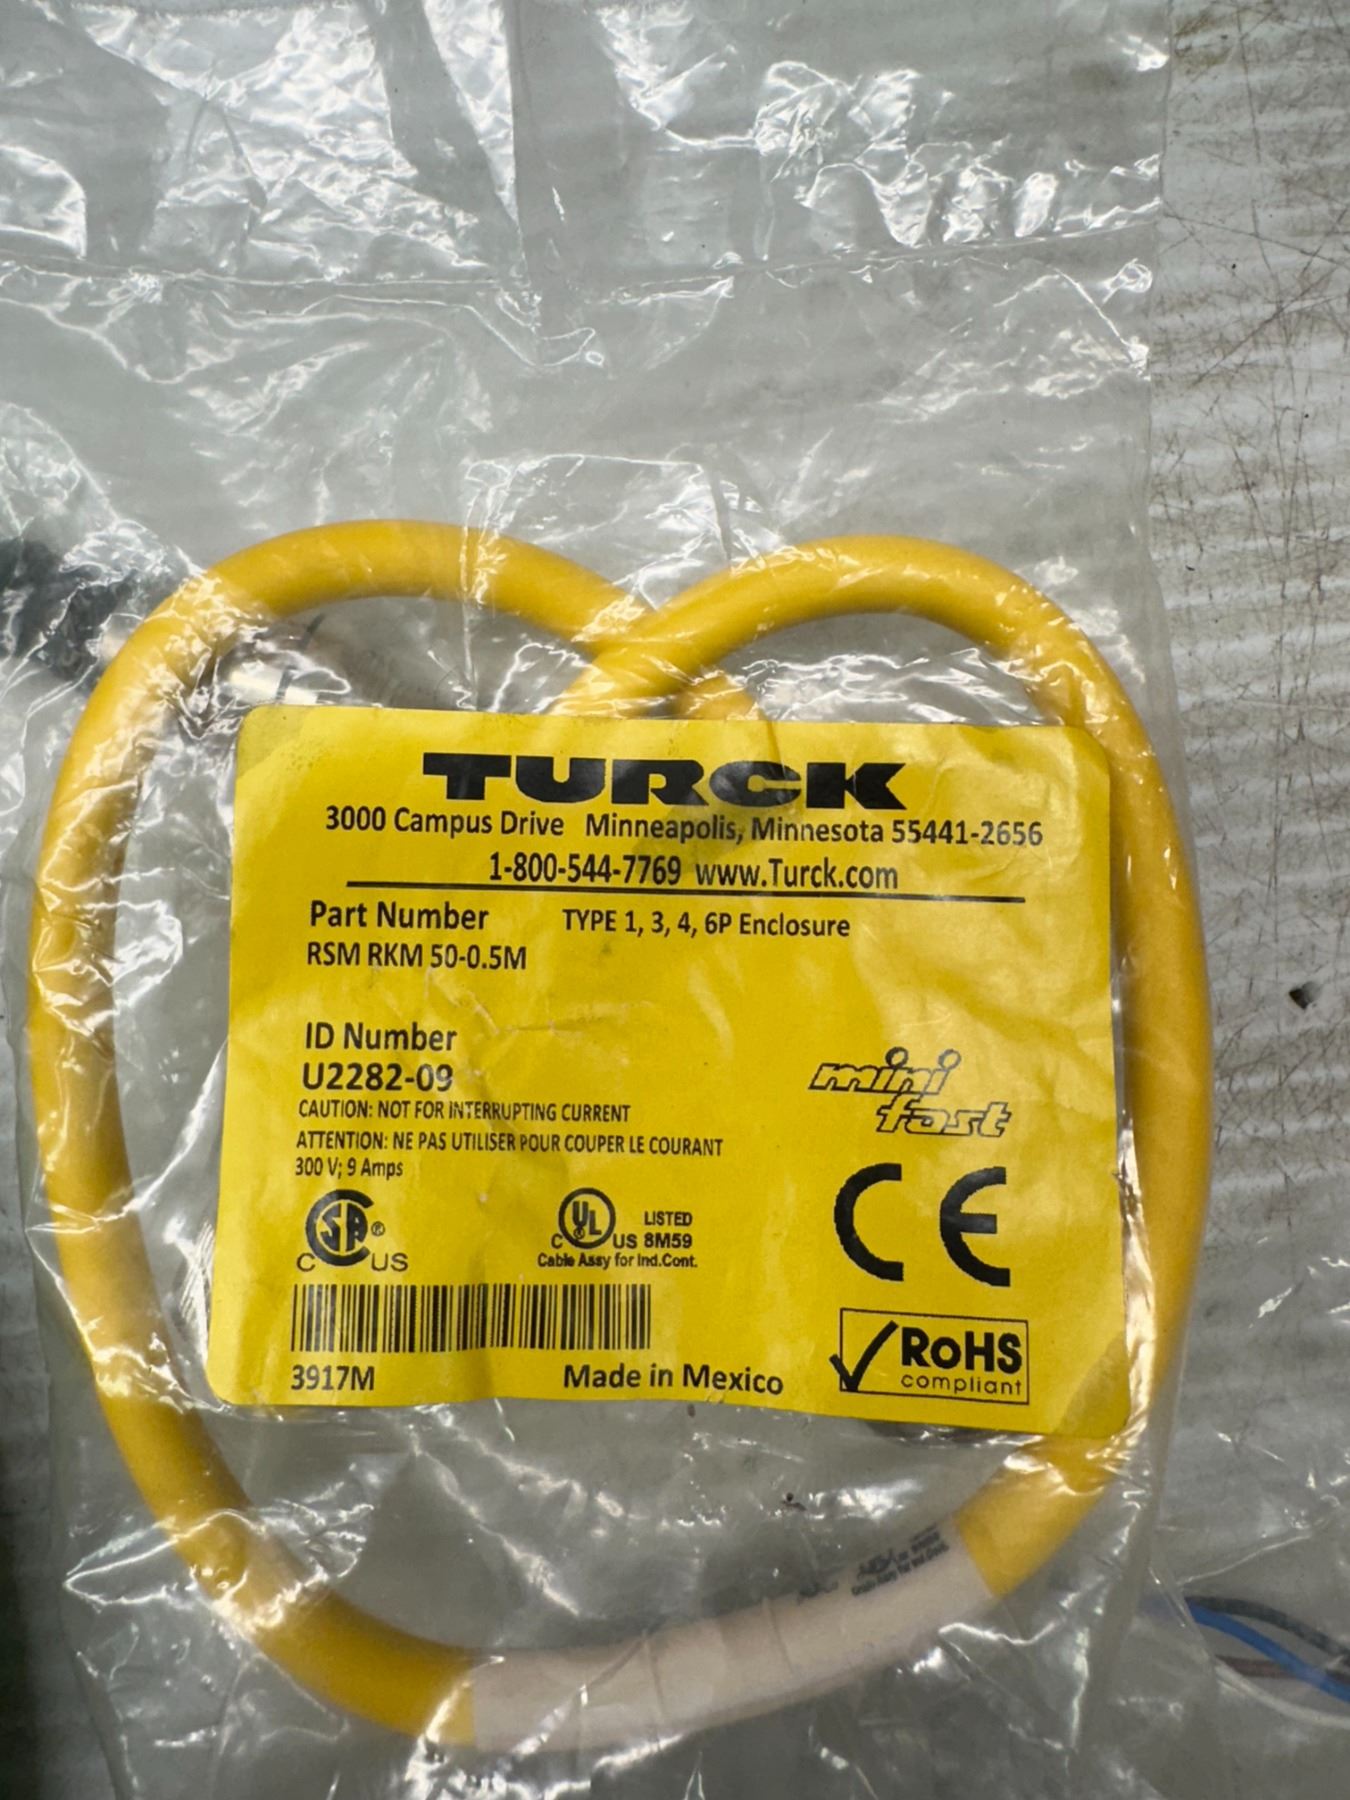 TURCK
3000 Campus Drive Minneapolis, Minnesota 55441-2656
1-800-544-7769 www.Turck.com
Part Number TYPE 1, 3, 4, 6P Enclosure
RSM RKM 50-0.5M
ID Number
U2282-09
mini
fast
CAUTION: NOT FOR INTERRUPTING CURRENT
ATTENTION: NE PAS UTILISER POUR COUPER LE COURANT
300 V; 9 Amps
C SA ® C US
C UL ® US LISTED 8M59
Cable Assy for Ind.Cont.
CE
3917M
Made in Mexico
RoHS
compliant